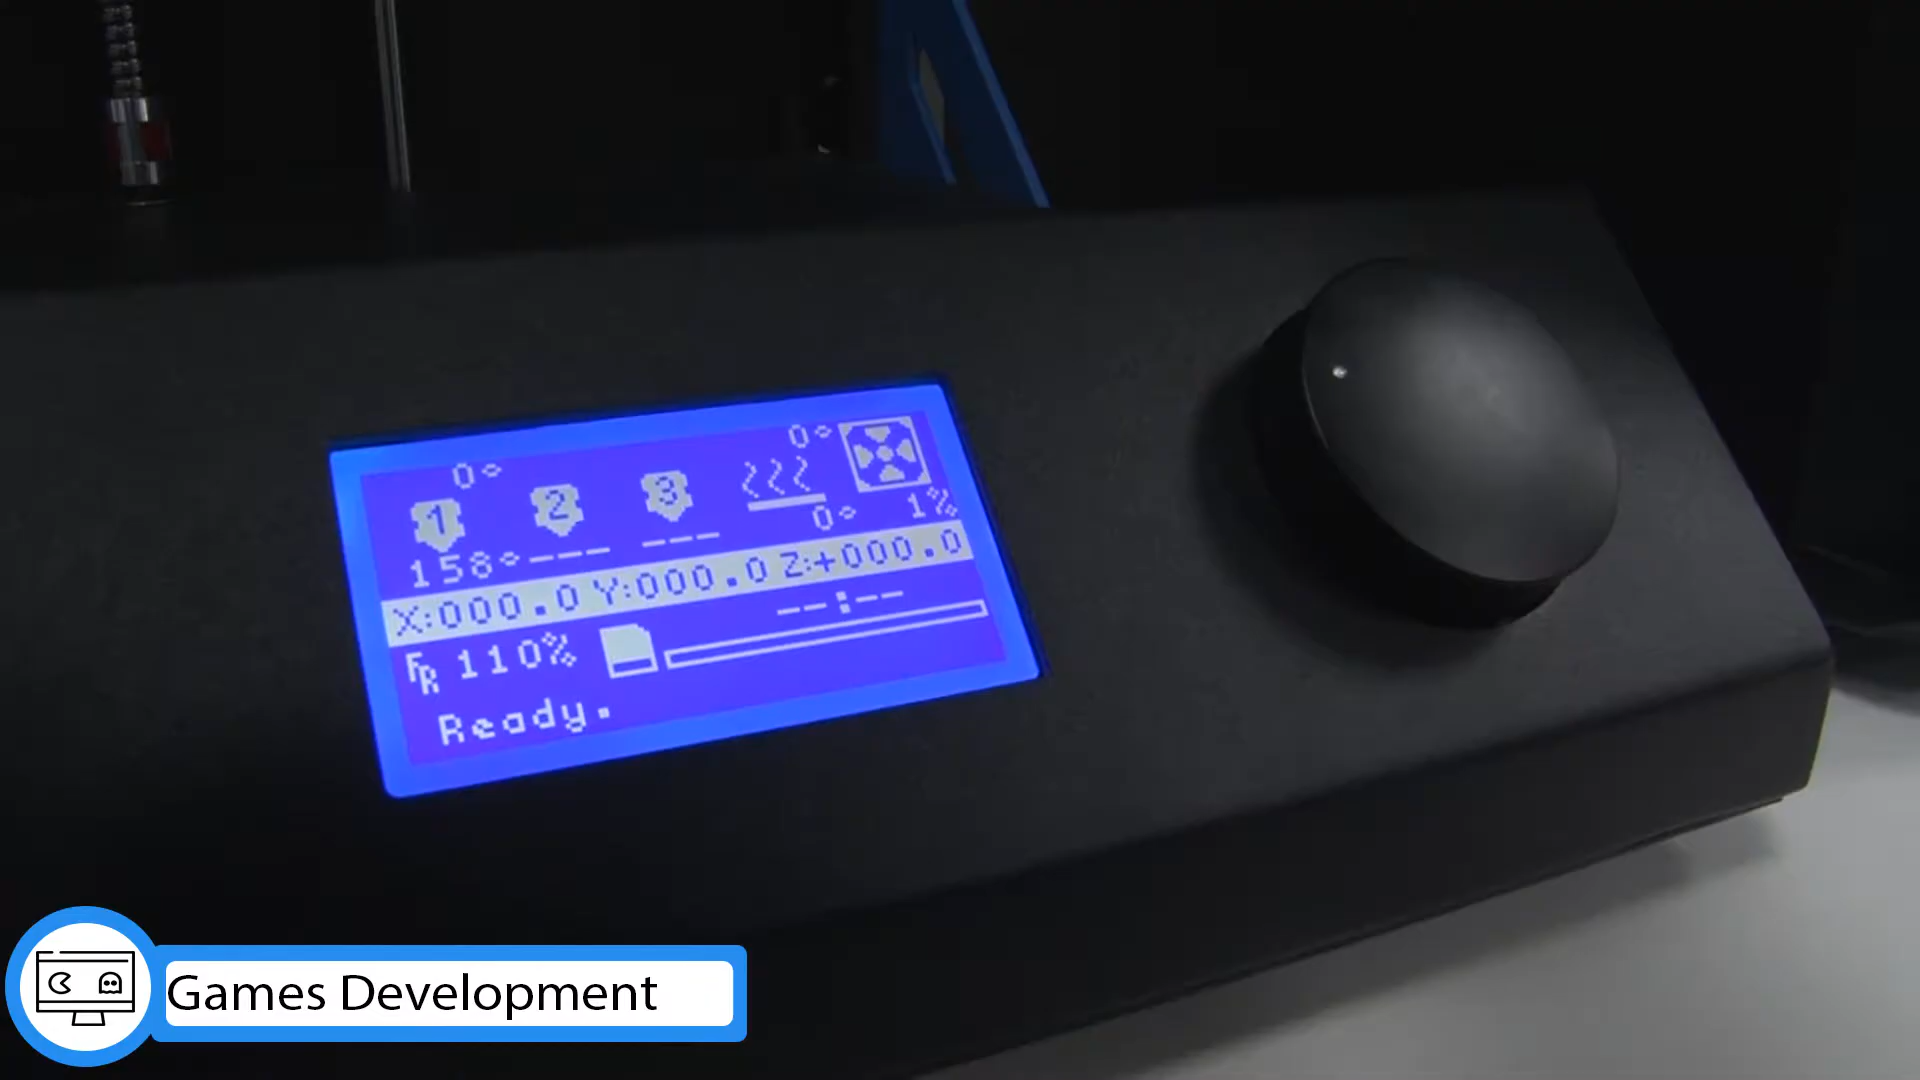 0° 0°
1 2 3
158° --- --- 0° 1%
X:000.0 Y:000.0 Z:+000.0
--:--
FR 110%
Ready.
Games Development